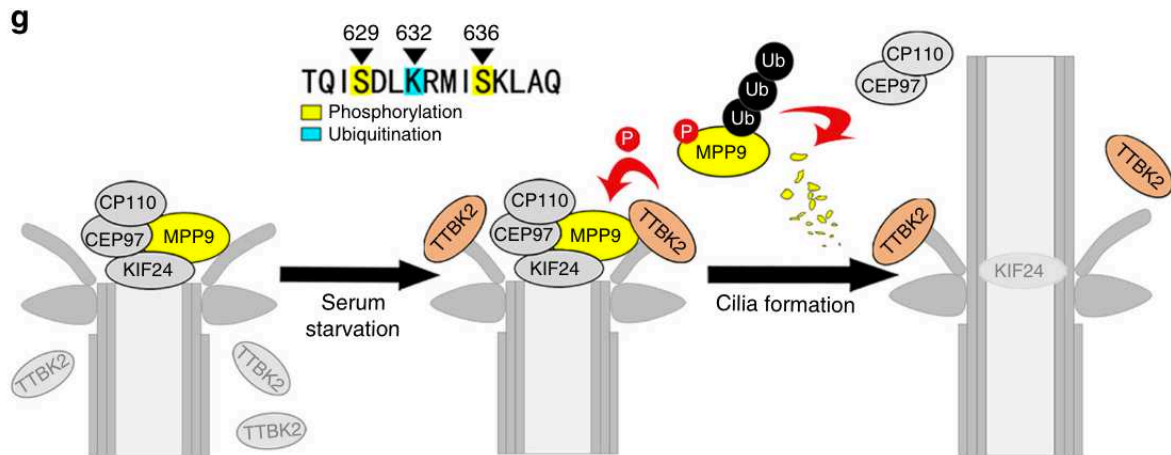 g
629 632 636
TQISDLKRMISKLAQ
Phosphorylation
Ubiquitination
CP110
CEP97
MPP9
KIF24
TTBK2
TTBK2
TTBK2
Serum
starvation
TTBK2
CP110
CEP97
MPP9
KIF24
TTBK2
P
P
MPP9
Ub
Ub
Ub
Cilia formation
CP110
CEP97
TTBK2
TTBK2
KIF24